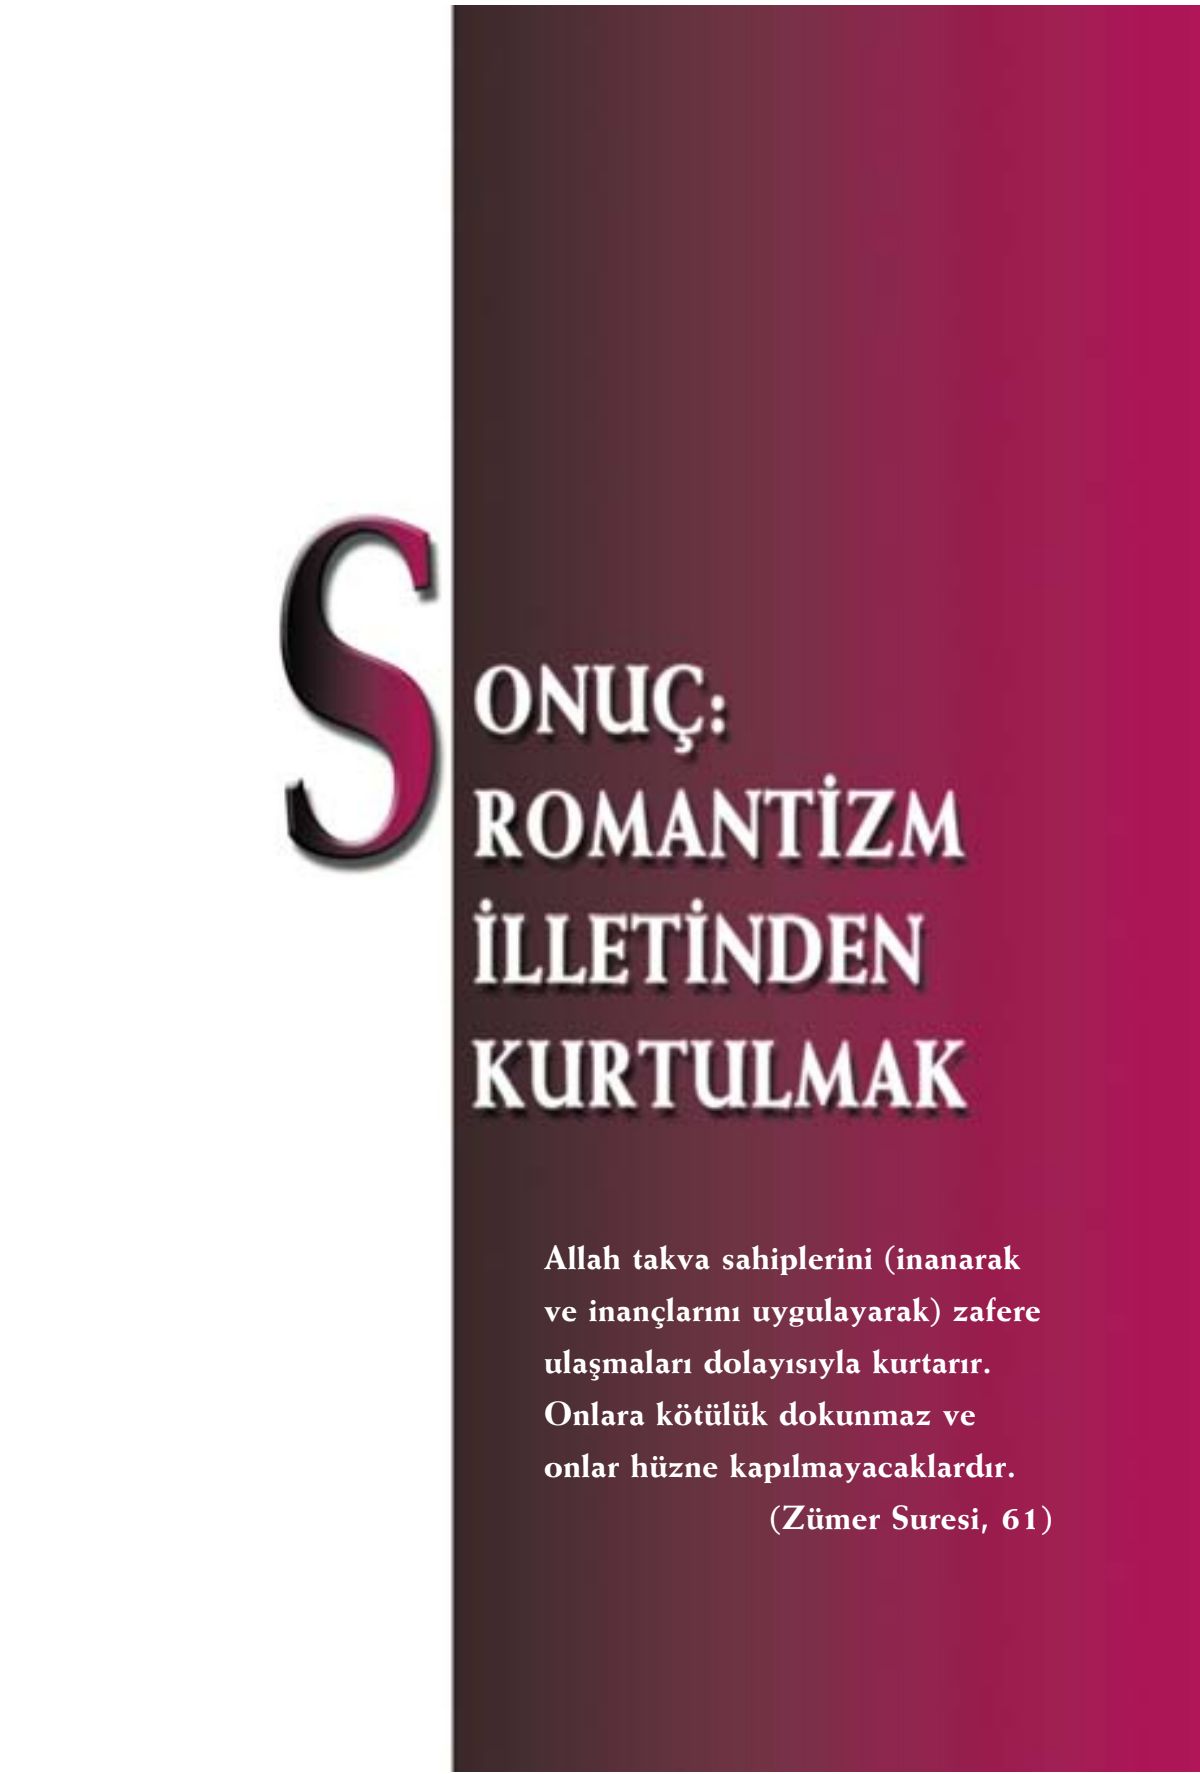 SONUÇ:
ROMANTİZM
İLLETİNDEN
KURTULMAK
Allah takva sahiplerini (inanarak
ve inançlarını uygulayarak) zafere
ulaşmaları dolayısıyla kurtarır.
Onlara kötülük dokunmaz ve
onlar hüzne kapılmayacaklardır.
(Zümer Suresi, 61)